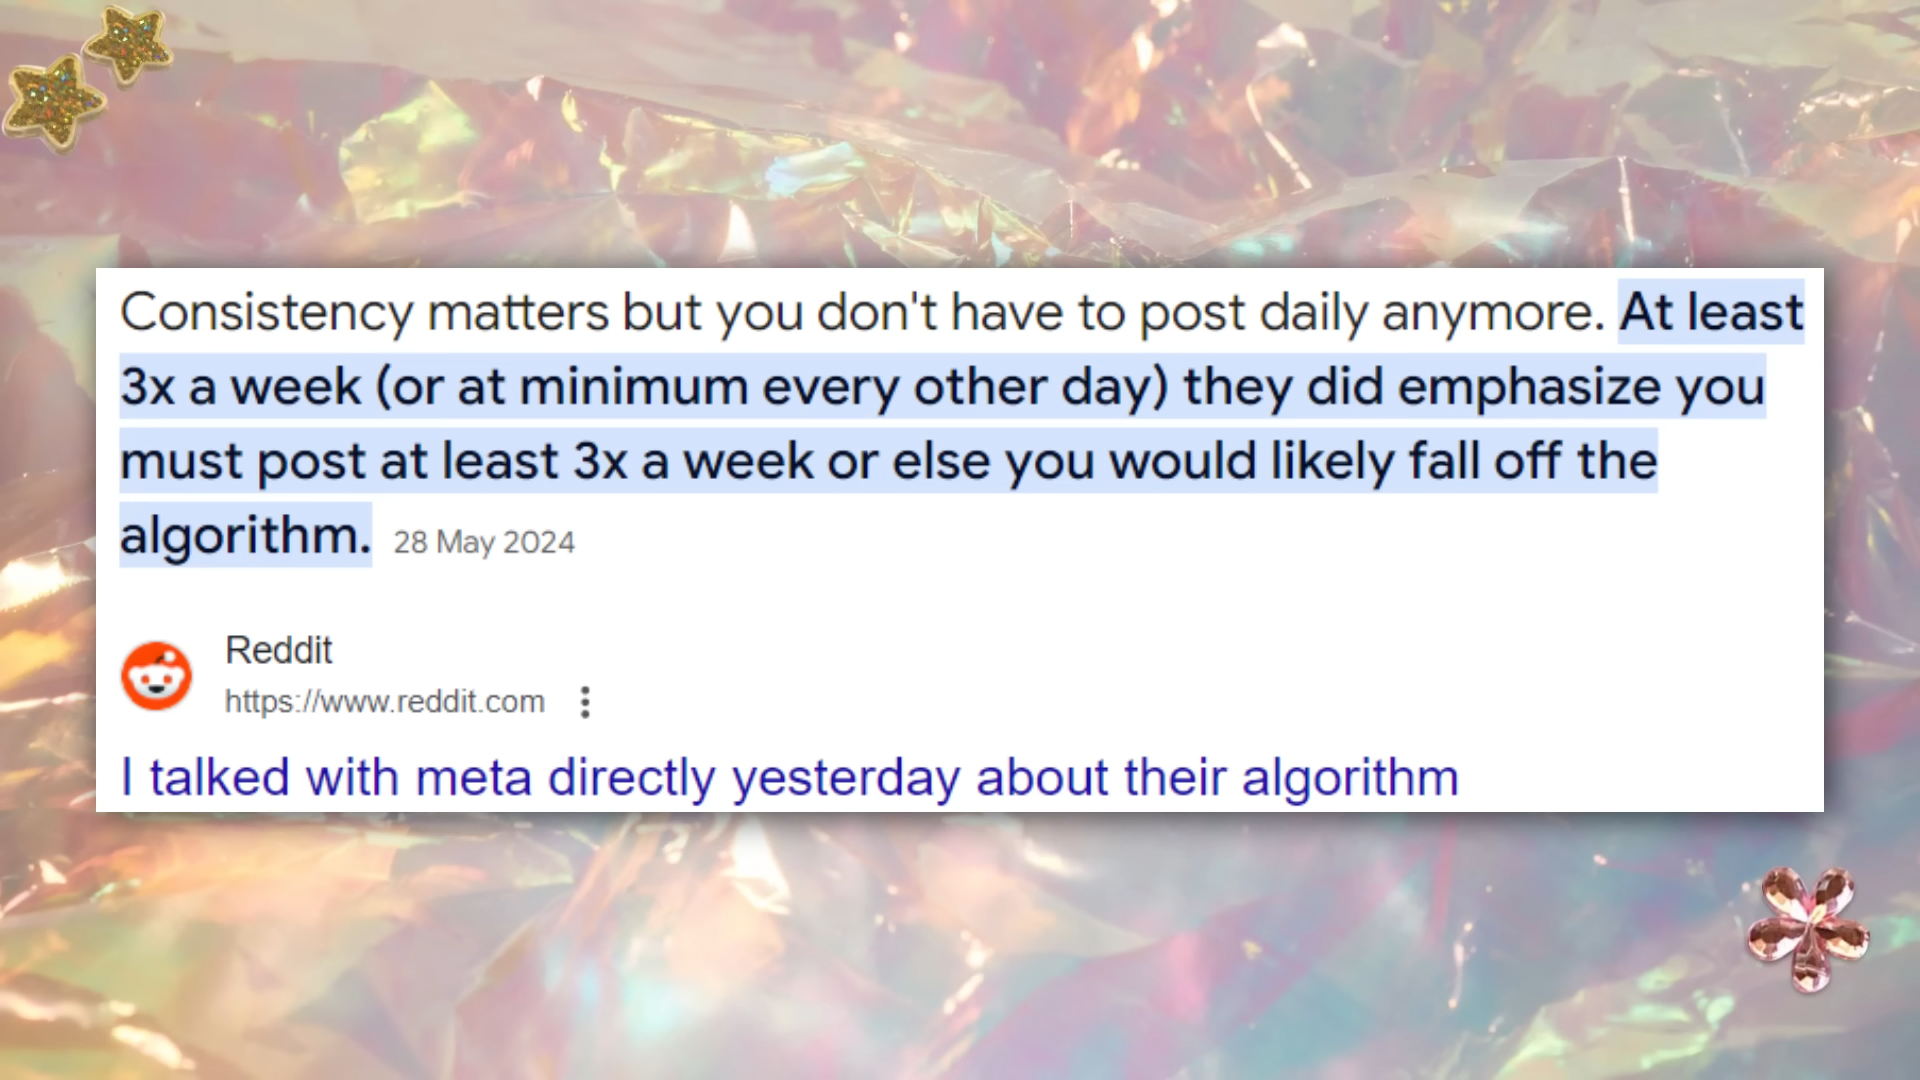 Consistency matters but you don't have to post daily anymore. At least
3x a week (or at minimum every other day) they did emphasize you
must post at least 3x a week or else you would likely fall off the
algorithm. 28 May 2024
Reddit
https://www.reddit.com
I talked with meta directly yesterday about their algorithm